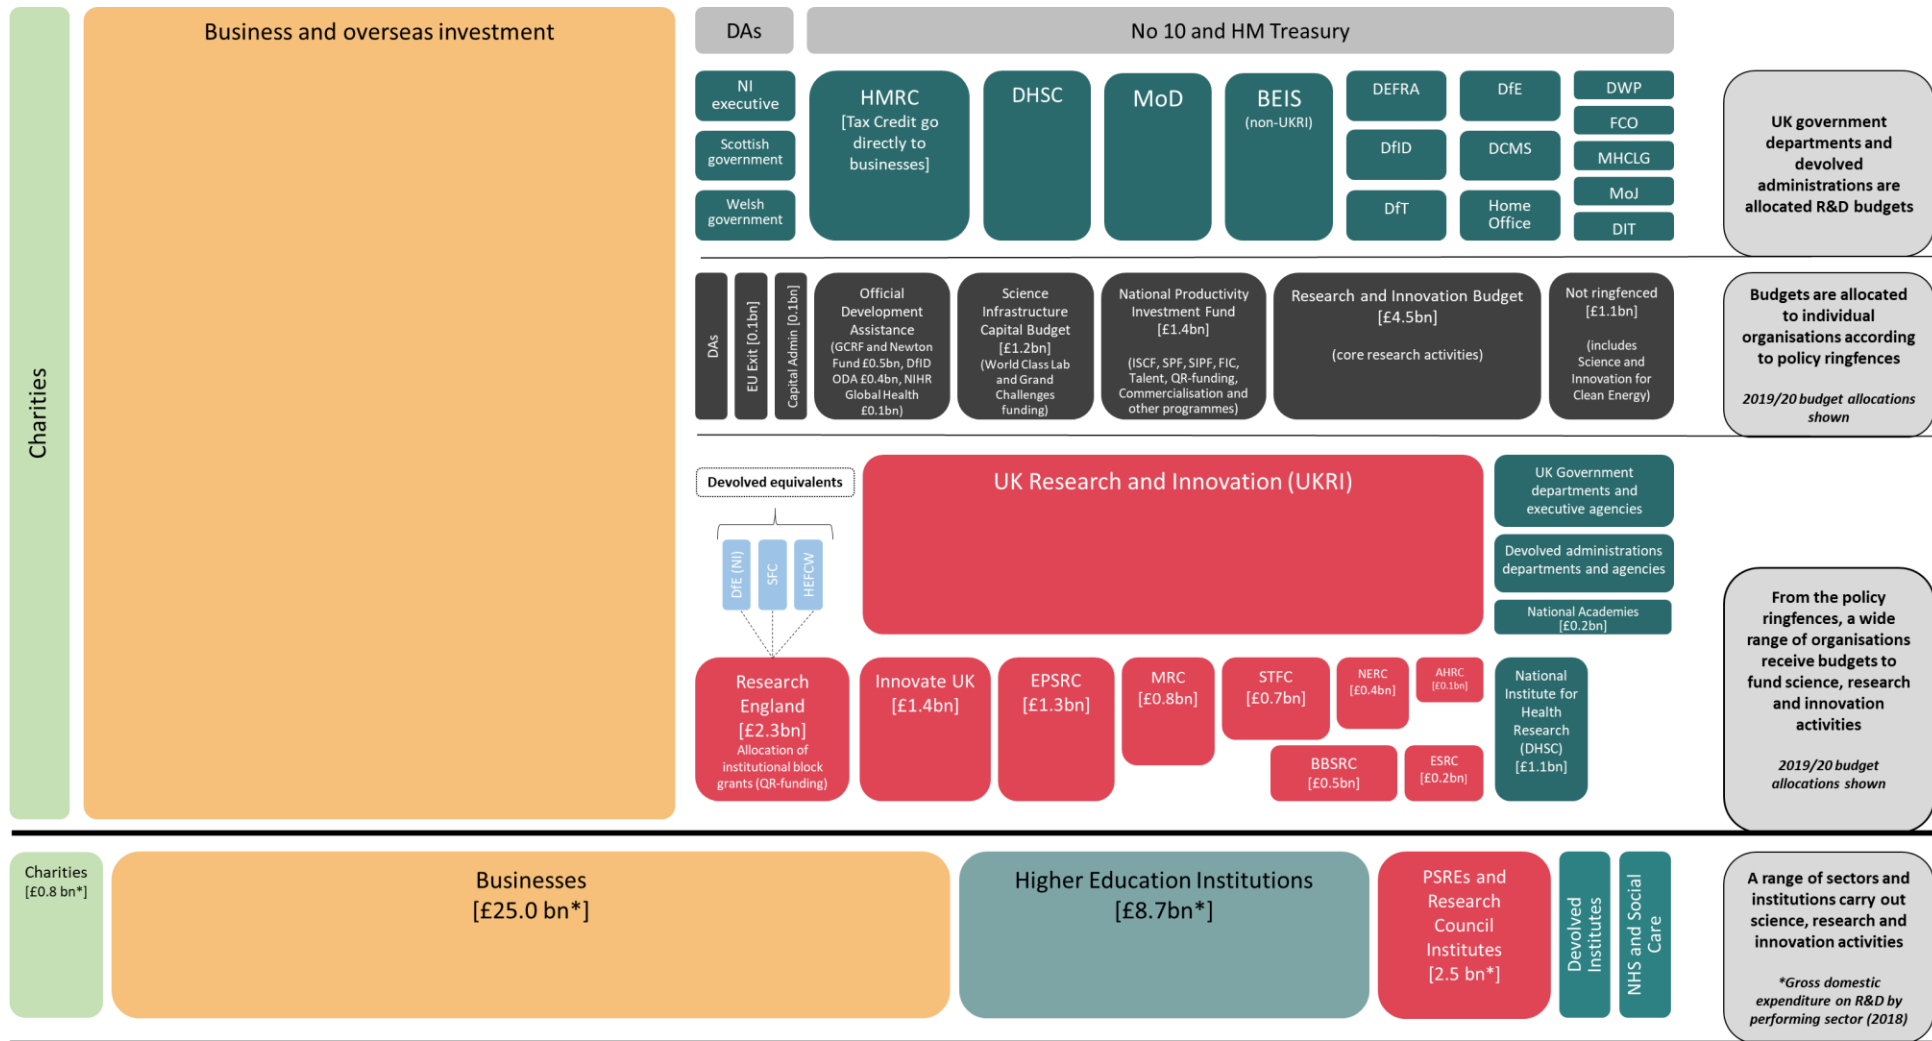 Charities
Business and overseas investment
DAs
No 10 and HM Treasury
NI
executive
Scottish
government
Welsh
government
HMRC
[Tax Credit go
directly to
businesses]
DHSC
MoD
BEIS
(non-UKRI)
DEFRA
DfID
DfT
DfE
DCMS
Home
Office
DWP
FCO
MHCLG
MoJ
DIT
UK government
departments and
devolved
administrations are
allocated R&D budgets
DAs
EU Exit [0.1bn]
Capital Admin [0.1bn]
Official
Development
Assistance
(GCRF and Newton
Fund £0.5bn, DfID
ODA £0.4bn, NIHR
Global Health
£0.1bn)
Science
Infrastructure
Capital Budget
[£1.2bn]
(World Class Lab
and Grand
Challenges
funding)
National Productivity
Investment Fund
[£1.4bn]
(ISCF, SPF, SIPF, FIC,
Talent, QR-funding,
Commercialisation and
other programmes)
Research and Innovation Budget
[£4.5bn]
(core research activities)
Not ringfenced
[£1.1bn]
(includes
Science and
Innovation for
Clean Energy)
Budgets are allocated
to individual
organisations according
to policy ringfences
2019/20 budget allocations
shown
Devolved equivalents
DfE (NI)
SFC
HEFCW
UK Research and Innovation (UKRI)
UK Government
departments and
executive agencies
Devolved administrations
departments and agencies
National Academies
[£0.2bn]
Research
England
[£2.3bn]
Allocation of
institutional block
grants (QR-funding)
Innovate UK
[£1.4bn]
EPSRC
[£1.3bn]
MRC
[£0.8bn]
STFC
[£0.7bn]
NERC
[£0.4bn]
AHRC
[£0.1bn]
BBSRC
[£0.5bn]
ESRC
[£0.2bn]
National
Institute for
Health
Research
(DHSC)
[£1.1bn]
From the policy
ringfences, a wide
range of organisations
receive budgets to
fund science, research
and innovation
activities
2019/20 budget
allocations shown
Charities
[£0.8 bn*]
Businesses
[£25.0 bn*]
Higher Education Institutions
[£8.7bn*]
PSREs and
Research
Council
Institutes
[2.5 bn*]
Devolved
Institutes
NHS and Social
Care
A range of sectors and
institutions carry out
science, research and
innovation activities
*Gross domestic
expenditure on R&D by
performing sector (2018)